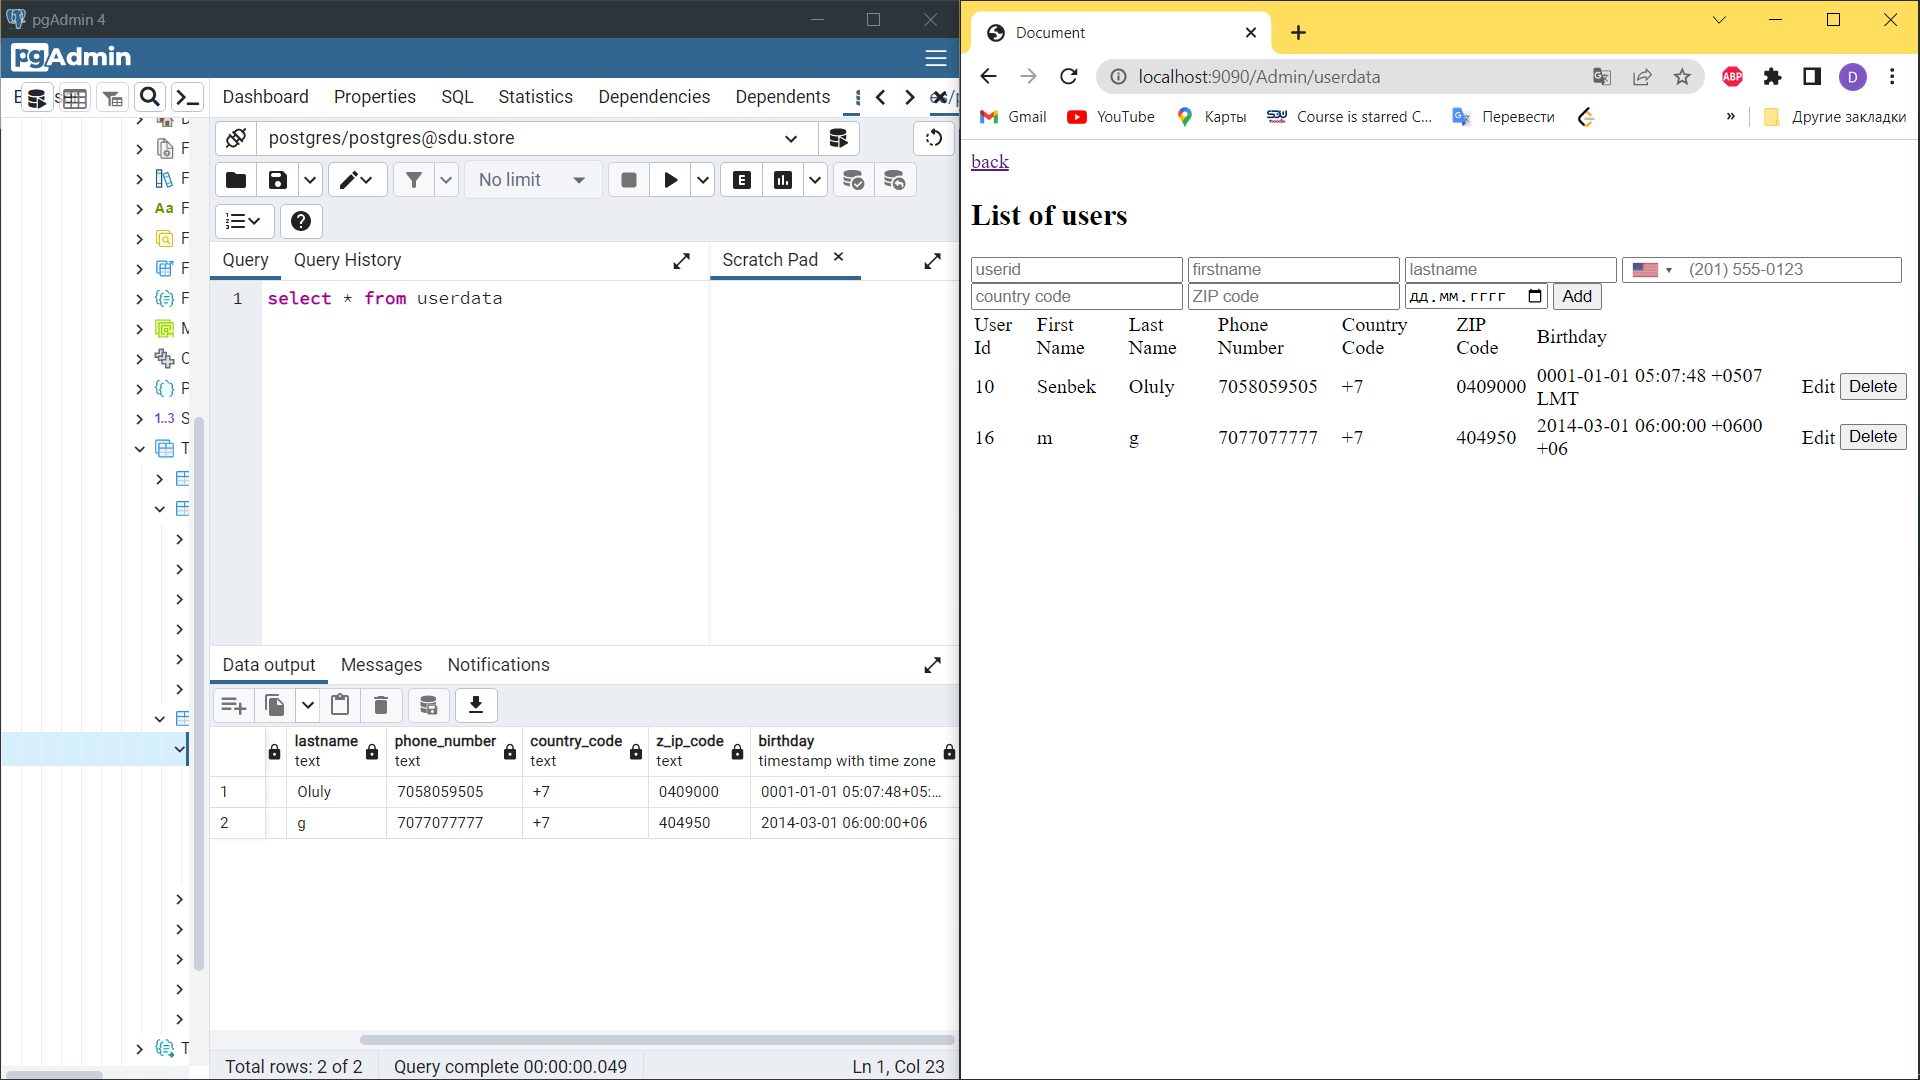 pgAdmin 4
pgAdmin
Dashboard Properties SQL Statistics Dependencies Dependents
postgres/postgres@sdu.store
No limit
Query Query History Scratch Pad
1 select * from userdata
F
F
Aa F
F
F
F
M
C
P
1..3 S
T
T
Data output Messages Notifications
lastname phone_number country_code z_ip_code birthday
text text text text timestamp with time zone
1 Oluly 7058059505 +7 0409000 0001-01-01 05:07:48+05:...
2 g 7077077777 +7 404950 2014-03-01 06:00:00+06
Total rows: 2 of 2 Query complete 00:00:00.049 Ln 1, Col 23
Document
localhost:9090/Admin/userdata
ABP
D
Gmail YouTube Карты Course is starred C... Перевести » Другие закладки
back
List of users
userid firstname lastname (201) 555-0123
country code ZIP code дд.мм.гггг Add
User Id First Name Last Name Phone Number Country Code ZIP Code Birthday
10 Senbek Oluly 7058059505 +7 0409000 0001-01-01 05:07:48 +0507 LMT Edit Delete
16 m g 7077077777 +7 404950 2014-03-01 06:00:00 +0600 +06 Edit Delete